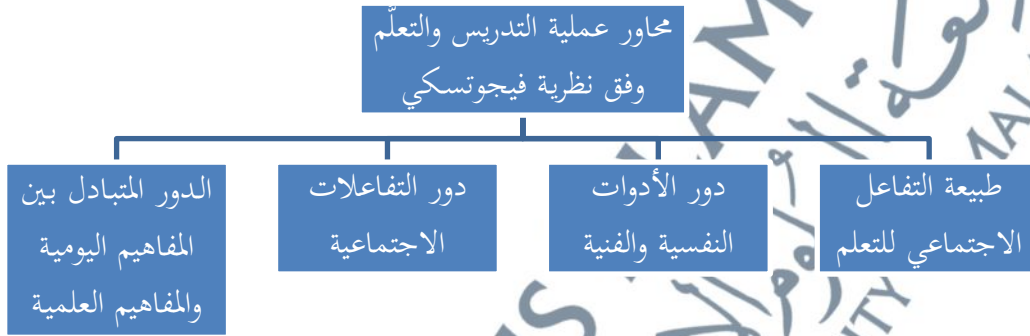 محاور عملية التدريس والتعلّم
وفق نظرية فيجوتسكي
طبيعة التفاعل
الاجتماعي للتعلم
دور الأدوات
النفسية والفنية
دور التفاعلات
الاجتماعية
الدور المتبادل بين
المفاهيم اليومية
والمفاهيم العلمية